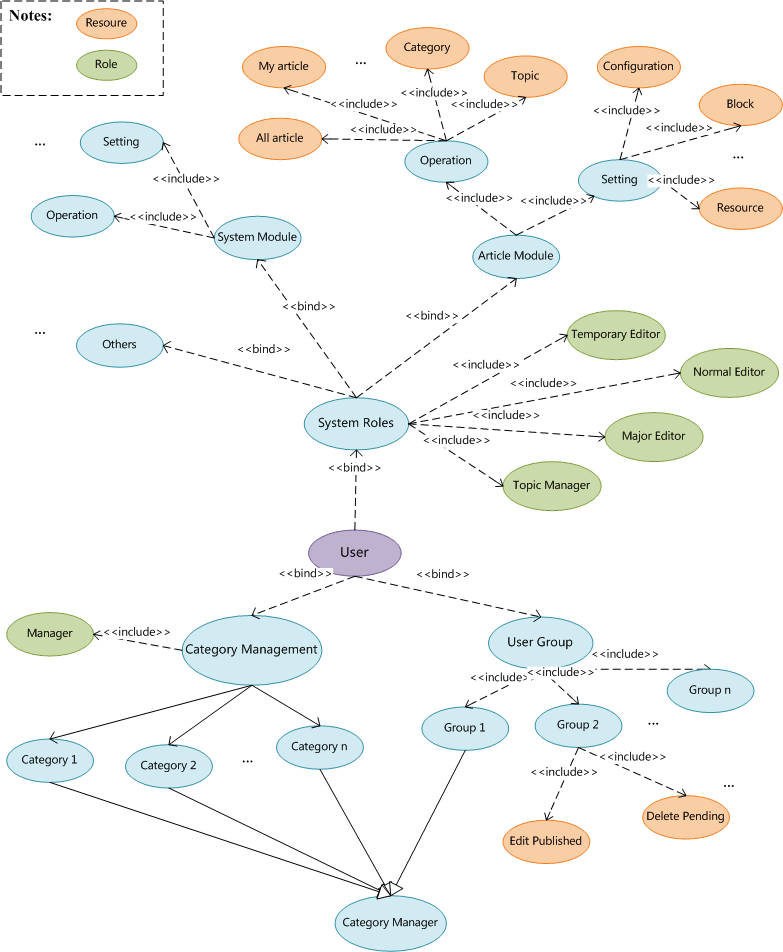 Notes:
Resoure
Role
My article
...
Category
Topic
Configuration
Block
<<include>>
<<include>>
<<include>>
<<include>>
<<include>>
<<include>>
All article
Operation
...
Setting
...
Setting
<<include>>
<<include>>
<<include>>
<<include>>
Resource
Operation
<<include>>
<<include>>
System Module
Article Module
<<bind>>
<<bind>>
...
Others
<<bind>>
Temporary Editor
<<include>>
Normal Editor
<<include>>
<<include>>
System Roles
Major Editor
<<include>>
<<bind>>
Topic Manager
User
<<bind>>
<<bind>>
Manager
<<include>>
Category Management
User Group
<<include>>
<<include>>
<<include>>
Group n
Group 1
Group 2
...
Category 1
Category 2
...
Category n
<<include>>
<<include>>
...
Delete Pending
Edit Published
Category Manager